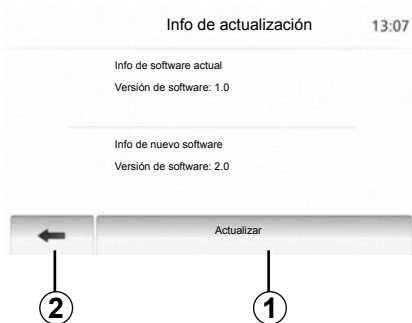 Info de actualización 13:07
Info de software actual
Versión de software: 1.0
Info de nuevo software
Versión de software: 2.0
Actualizar
2 1